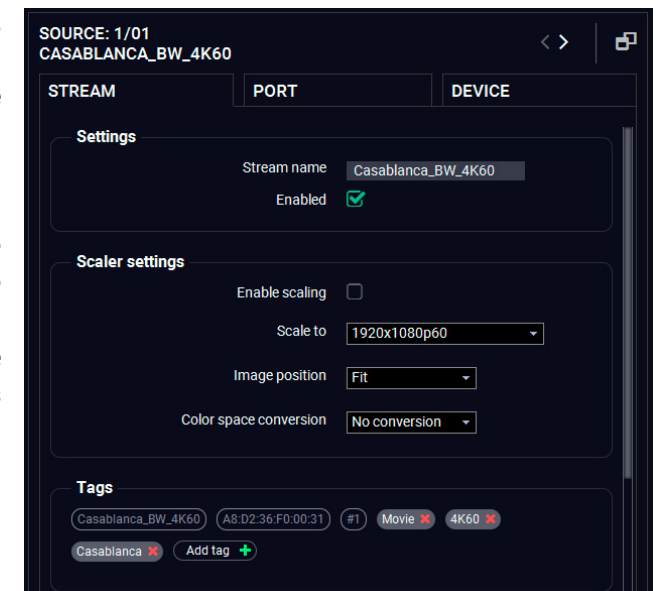 SOURCE: 1/01
CASABLANCA_BW_4K60
STREAM PORT DEVICE
Settings
Stream name Casablanca_BW_4K60
Enabled
Scaler settings
Enable scaling
Scale to 1920x1080p60
Image position Fit
Color space conversion No conversion
Tags
Casablanca_BW_4K60 A8:D2:36:F0:00:31 #1 Movie 4K60
Casablanca Add tag